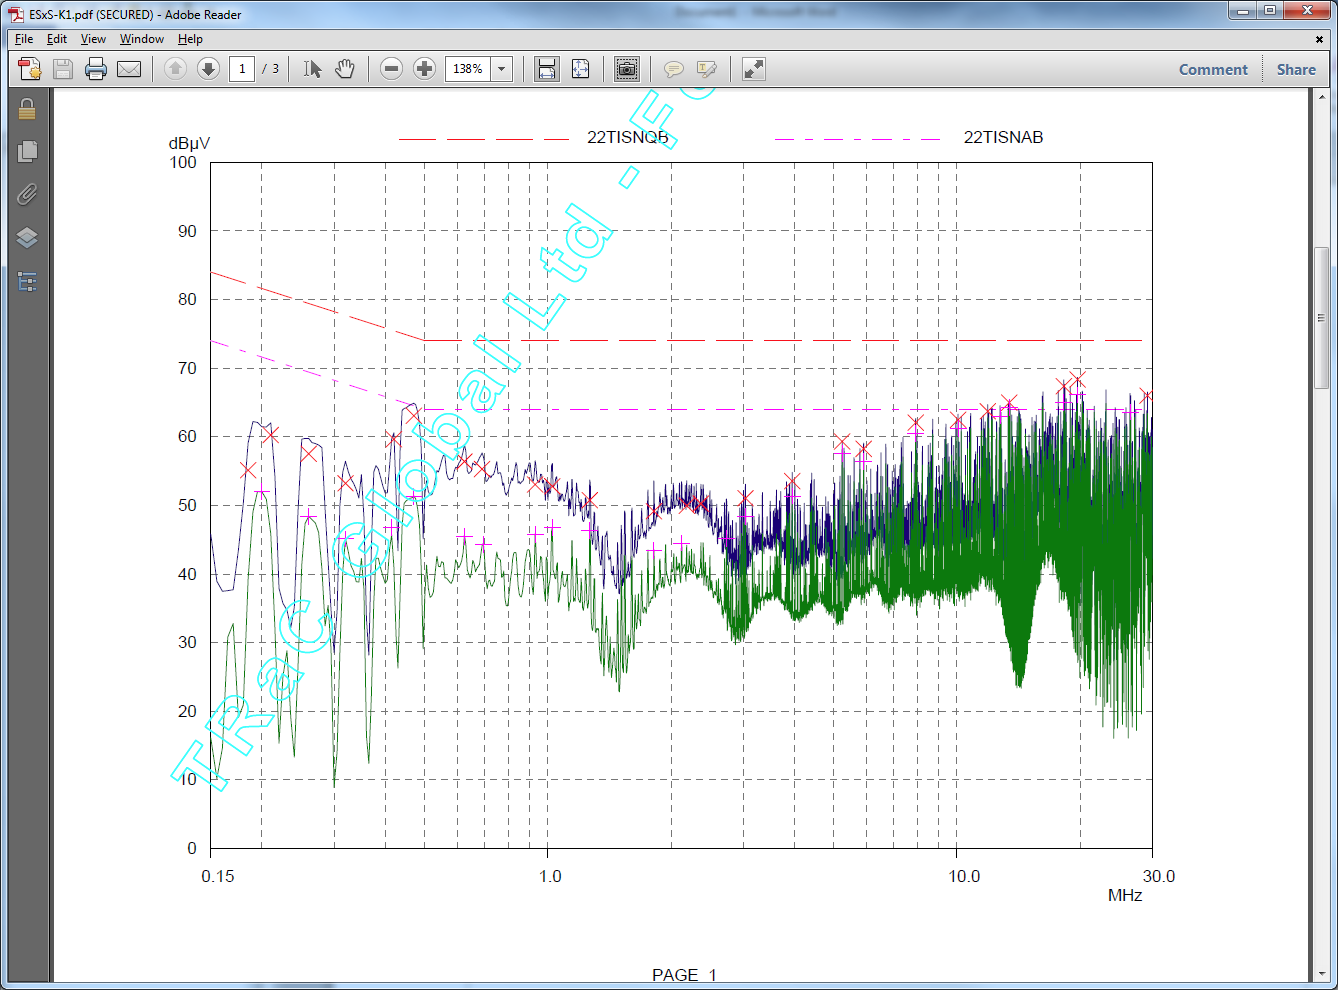 ESxS-K1.pdf (SECURED) - Adobe Reader
File Edit View Window Help
1 / 3 138% Comment Share
dBµV 22TISNQB 22TISNAB
100
90
80
70
60
50
40
30
20
10
0
0.15 1.0 10.0 30.0
MHz
TRaC Global Ltd - Fo
PAGE 1